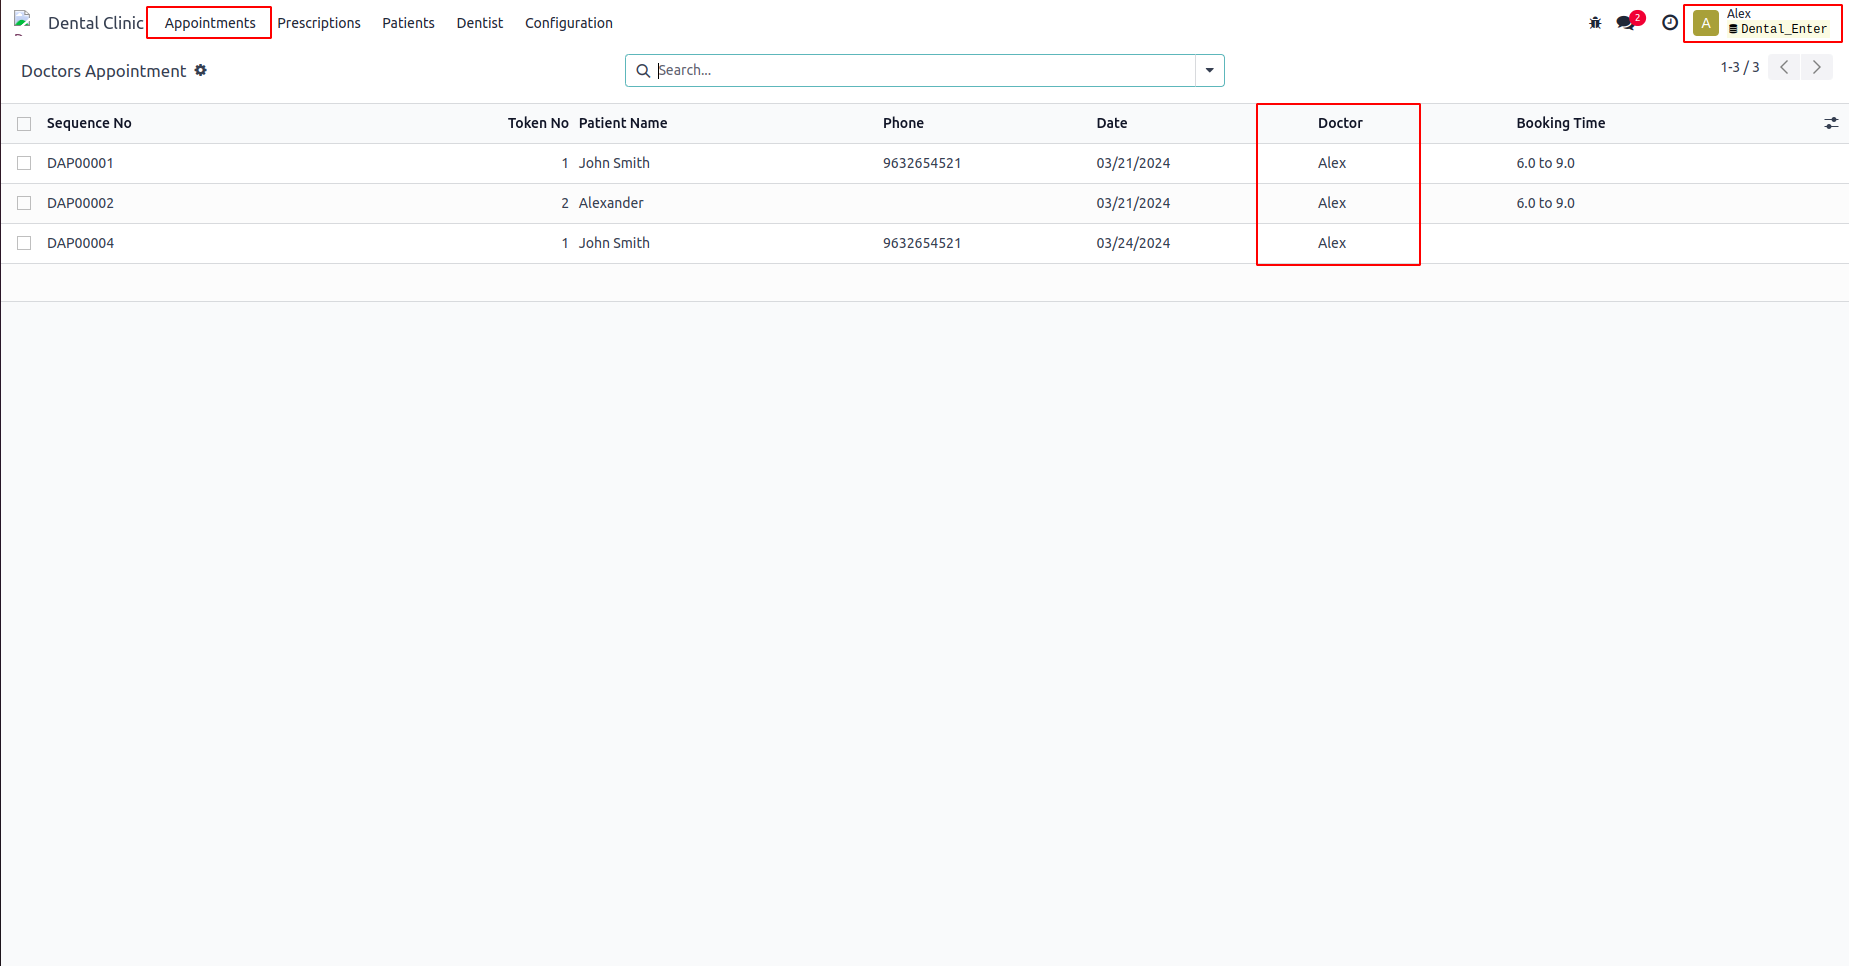 Dental Clinic Appointments Prescriptions Patients Dentist Configuration 2 A Alex
Dental_Enter
Doctors Appointment Search... 1-3 / 3
Sequence No Token No Patient Name Phone Date Doctor Booking Time
DAP00001 1 John Smith 9632654521 03/21/2024 Alex 6.0 to 9.0
DAP00002 2 Alexander 03/21/2024 Alex 6.0 to 9.0
DAP00004 1 John Smith 9632654521 03/24/2024 Alex